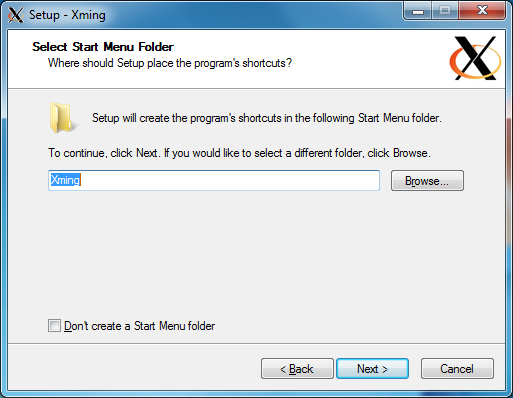 Setup - Xming
Select Start Menu Folder
Where should Setup place the program's shortcuts?
Setup will create the program's shortcuts in the following Start Menu folder.
To continue, click Next. If you would like to select a different folder, click Browse.
Xming
Browse...
Don't create a Start Menu folder
< Back
Next >
Cancel